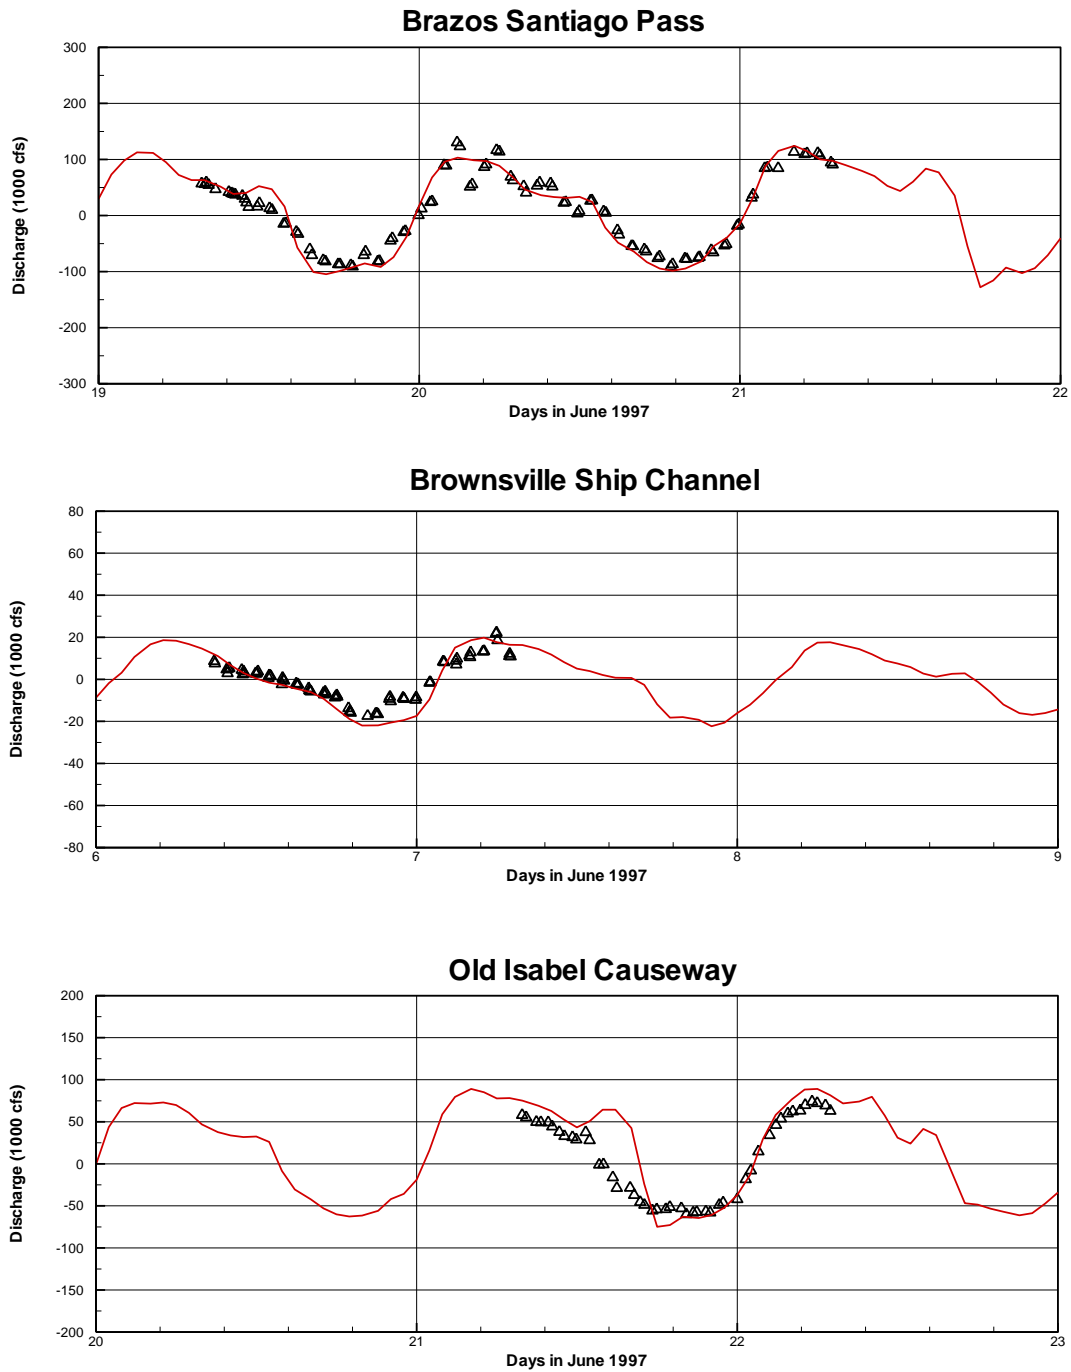 Brazos Santiago Pass
300
200
100
0
-100
-200
-300
Discharge (1000 cfs)
19 20 21 22
Days in June 1997
Brownsville Ship Channel
80
60
40
20
0
-20
-40
-60
-80
Discharge (1000 cfs)
6 7 8 9
Days in June 1997
Old Isabel Causeway
200
150
100
50
0
-50
-100
-150
-200
Discharge (1000 cfs)
20 21 22 23
Days in June 1997